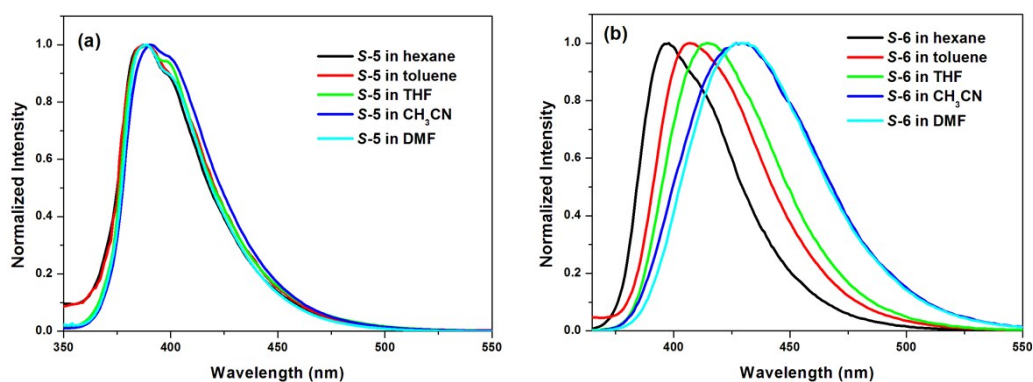 (a)
S-5 in hexane
S-5 in toluene
S-5 in THF
S-5 in CH₃CN
S-5 in DMF
Normalized Intensity
1.0
0.8
0.6
0.4
0.2
0.0
350 400 450 500 550
Wavelength (nm)
(b)
S-6 in hexane
S-6 in toluene
S-6 in THF
S-6 in CH₃CN
S-6 in DMF
Normalized Intensity
1.0
0.8
0.6
0.4
0.2
0.0
400 450 500 550
Wavelength (nm)